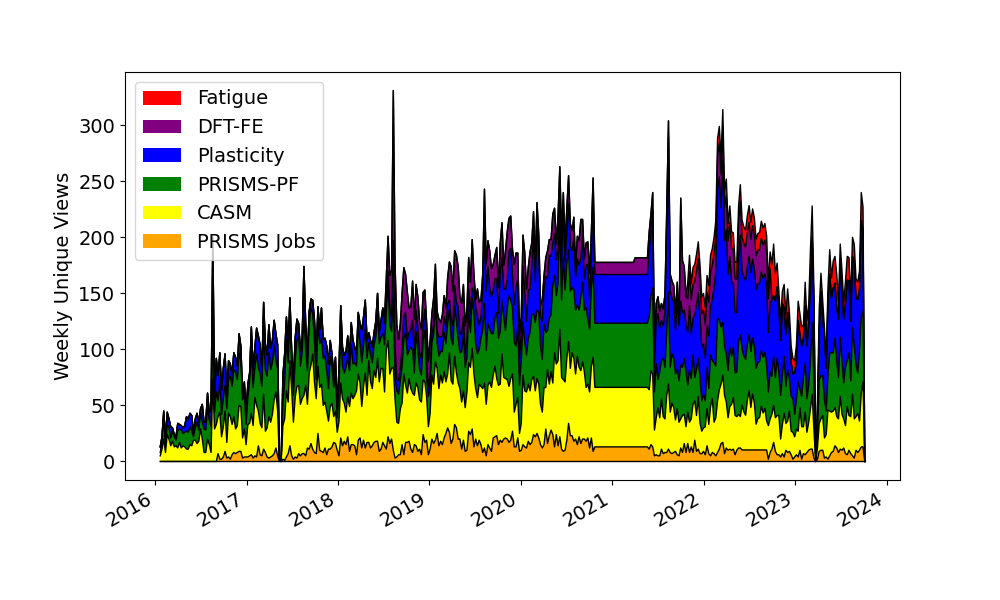 Weekly Unique Views
300
250
200
150
100
50
0
Fatigue
DFT-FE
Plasticity
PRISMS-PF
CASM
PRISMS Jobs
2016
2017
2018
2019
2020
2021
2022
2023
2024